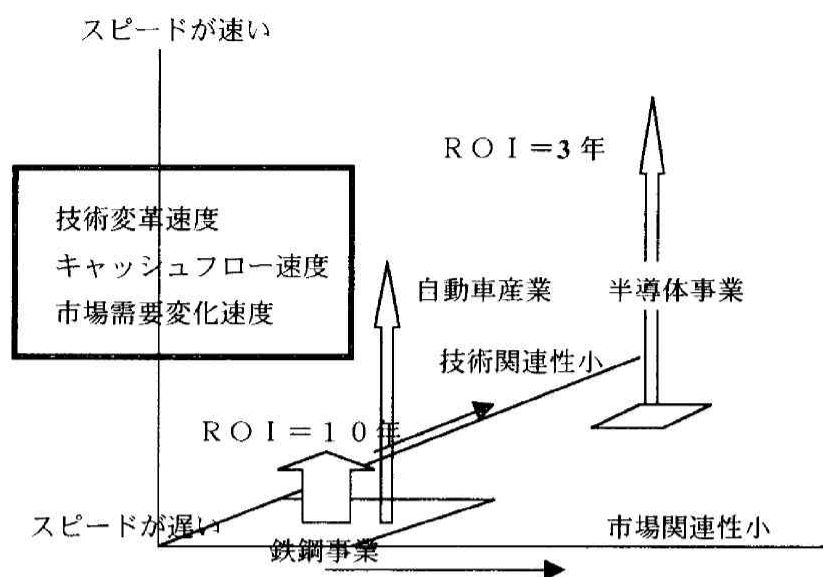 スピードが速い
ROI=3年
技術変革速度
キャッシュフロー速度
市場需要変化速度
自動車産業
半導体事業
技術関連性小
ROI=10年
スピードが遅い
市場関連性小
鉄鋼事業